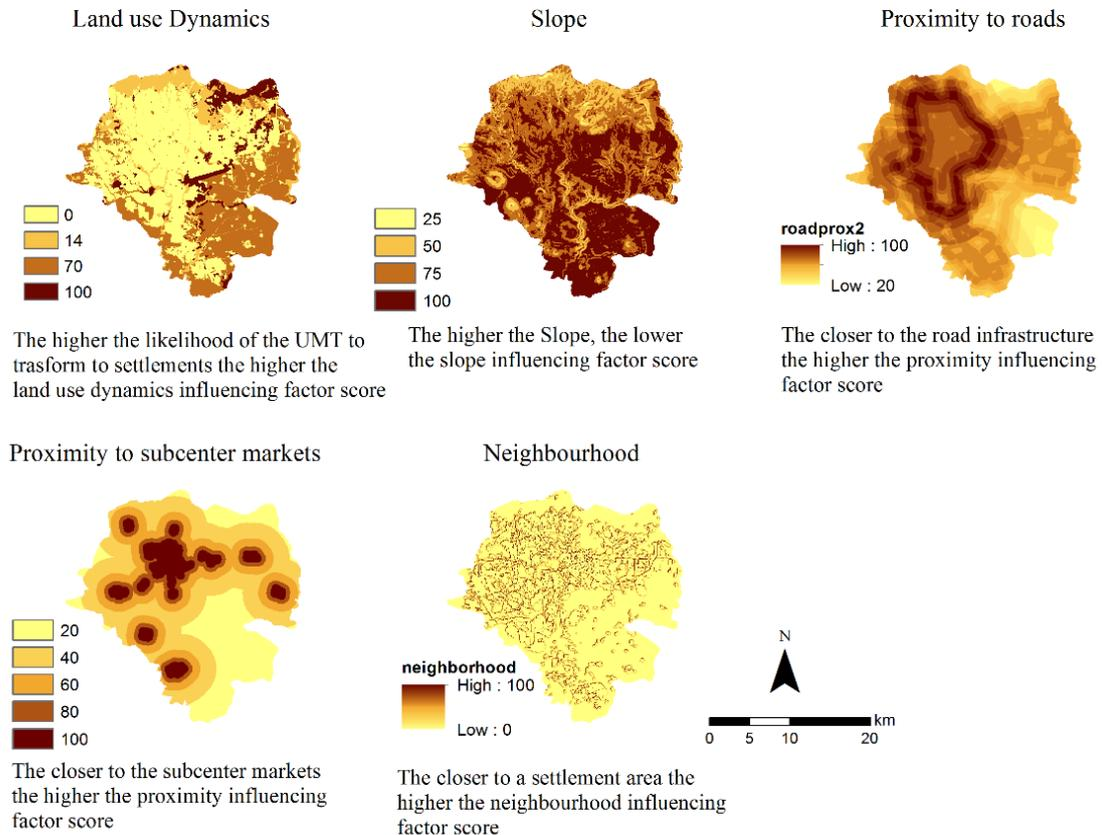 Land use Dynamics
0
14
70
100
The higher the likelihood of the UMT to
trasform to settlements the higher the
land use dynamics influencing factor score
Slope
25
50
75
100
The higher the Slope, the lower
the slope influencing factor score
Proximity to roads
roadprox2
High : 100
Low : 20
The closer to the road infrastructure
the higher the proximity influencing
factor score
Proximity to subcenter markets
20
40
60
80
100
The closer to the subcenter markets
the higher the proximity influencing
factor score
Neighbourhood
neighborhood
High : 100
Low : 0
The closer to a settlement area the
higher the neighbourhood influencing
factor score
N
km
0 5 10 20